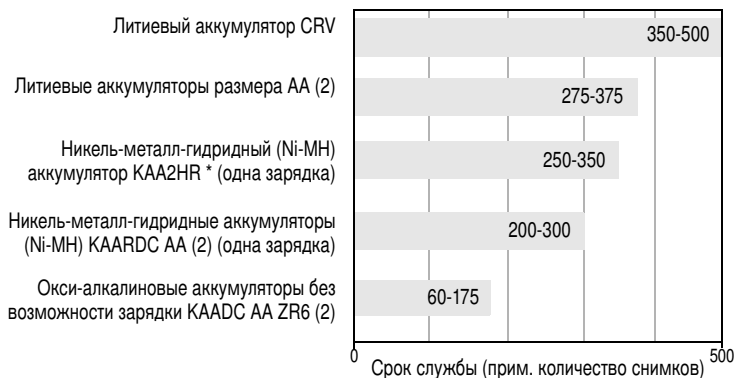 Литиевый аккумулятор CRV
350-500
Литиевые аккумуляторы размера AA (2)
275-375
Никель-металл-гидридный (Ni-MH)
аккумулятор KAA2HR * (одна зарядка)
250-350
Никель-металл-гидридные аккумуляторы
(Ni-MH) KAARDC AA (2) (одна зарядка)
200-300
Окси-алкалиновые аккумуляторы без
возможности зарядки KAADC AA ZR6 (2)
60-175
0
500
Срок службы (прим. количество снимков)